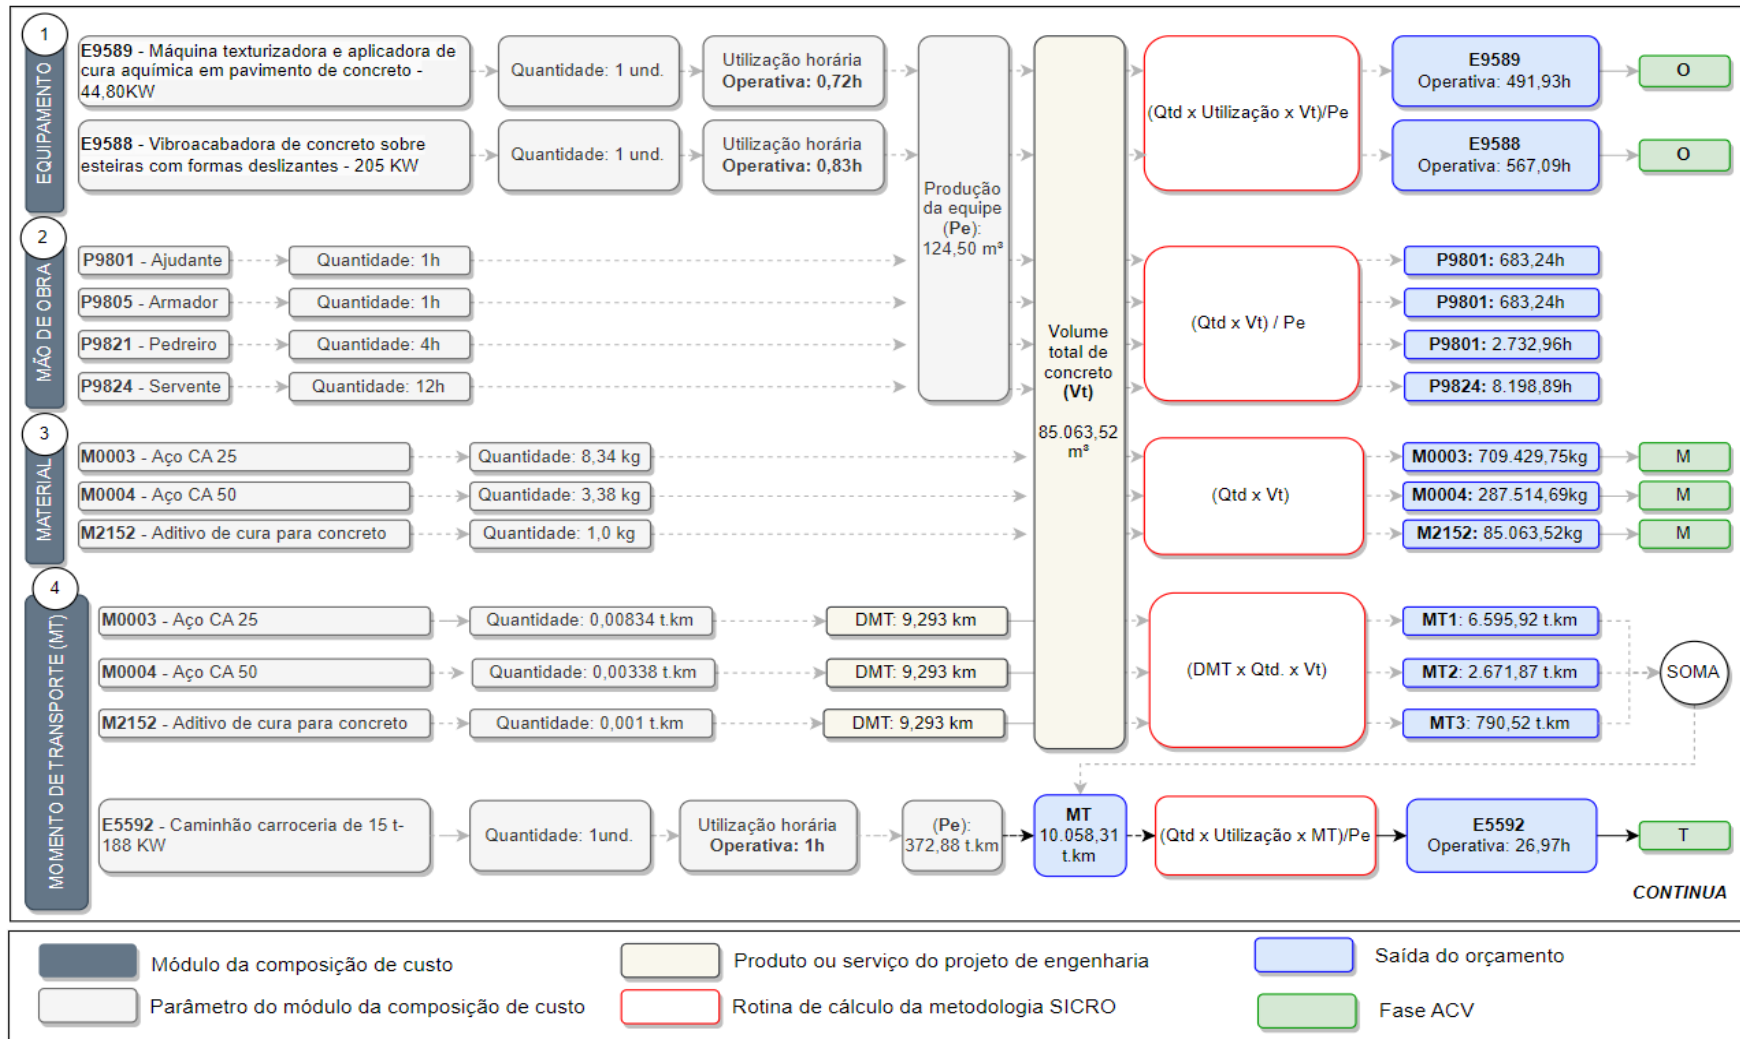 1
EQUIPAMENTO
E9589 - Máquina texturizadora e aplicadora de
cura aquímica em pavimento de concreto -
44,80KW
Quantidade: 1 und.
Utilização horária
Operativa: 0,72h
E9588 - Vibroacabadora de concreto sobre
esteiras com formas deslizantes - 205 KW
Quantidade: 1 und.
Utilização horária
Operativa: 0,83h
Produção
da equipe
(Pe):
124,50 m³
Volume
total de
concreto
(Vt)
85.063,52
m³
(Qtd x Utilização x Vt)/Pe
E9589
Operativa: 491,93h
O
E9588
Operativa: 567,09h
O
2
MÃO DE OBRA
P9801 - Ajudante
Quantidade: 1h
P9805 - Armador
Quantidade: 1h
P9821 - Pedreiro
Quantidade: 4h
P9824 - Servente
Quantidade: 12h
(Qtd x Vt) / Pe
P9801: 683,24h
P9801: 683,24h
P9801: 2.732,96h
P9824: 8.198,89h
3
MATERIAL
M0003 - Aço CA 25
Quantidade: 8,34 kg
M0004 - Aço CA 50
Quantidade: 3,38 kg
M2152 - Aditivo de cura para concreto
Quantidade: 1,0 kg
(Qtd x Vt)
M0003: 709.429,75kg
M
M0004: 287.514,69kg
M
M2152: 85.063,52kg
M
4
MOMENTO DE TRANSPORTE (MT)
M0003 - Aço CA 25
Quantidade: 0,00834 t.km
DMT: 9,293 km
M0004 - Aço CA 50
Quantidade: 0,00338 t.km
DMT: 9,293 km
M2152 - Aditivo de cura para concreto
Quantidade: 0,001 t.km
DMT: 9,293 km
(DMT x Qtd. x Vt)
MT1: 6.595,92 t.km
MT2: 2.671,87 t.km
MT3: 790,52 t.km
SOMA
E5592 - Caminhão carroceria de 15 t-
188 KW
Quantidade: 1und.
Utilização horária
Operativa: 1h
(Pe):
372,88 t.km
MT
10.058,31
t.km
(Qtd x Utilização x MT)/Pe
E5592
Operativa: 26,97h
T
CONTINUA
Módulo da composição de custo
Produto ou serviço do projeto de engenharia
Saída do orçamento
Parâmetro do módulo da composição de custo
Rotina de cálculo da metodologia SICRO
Fase ACV